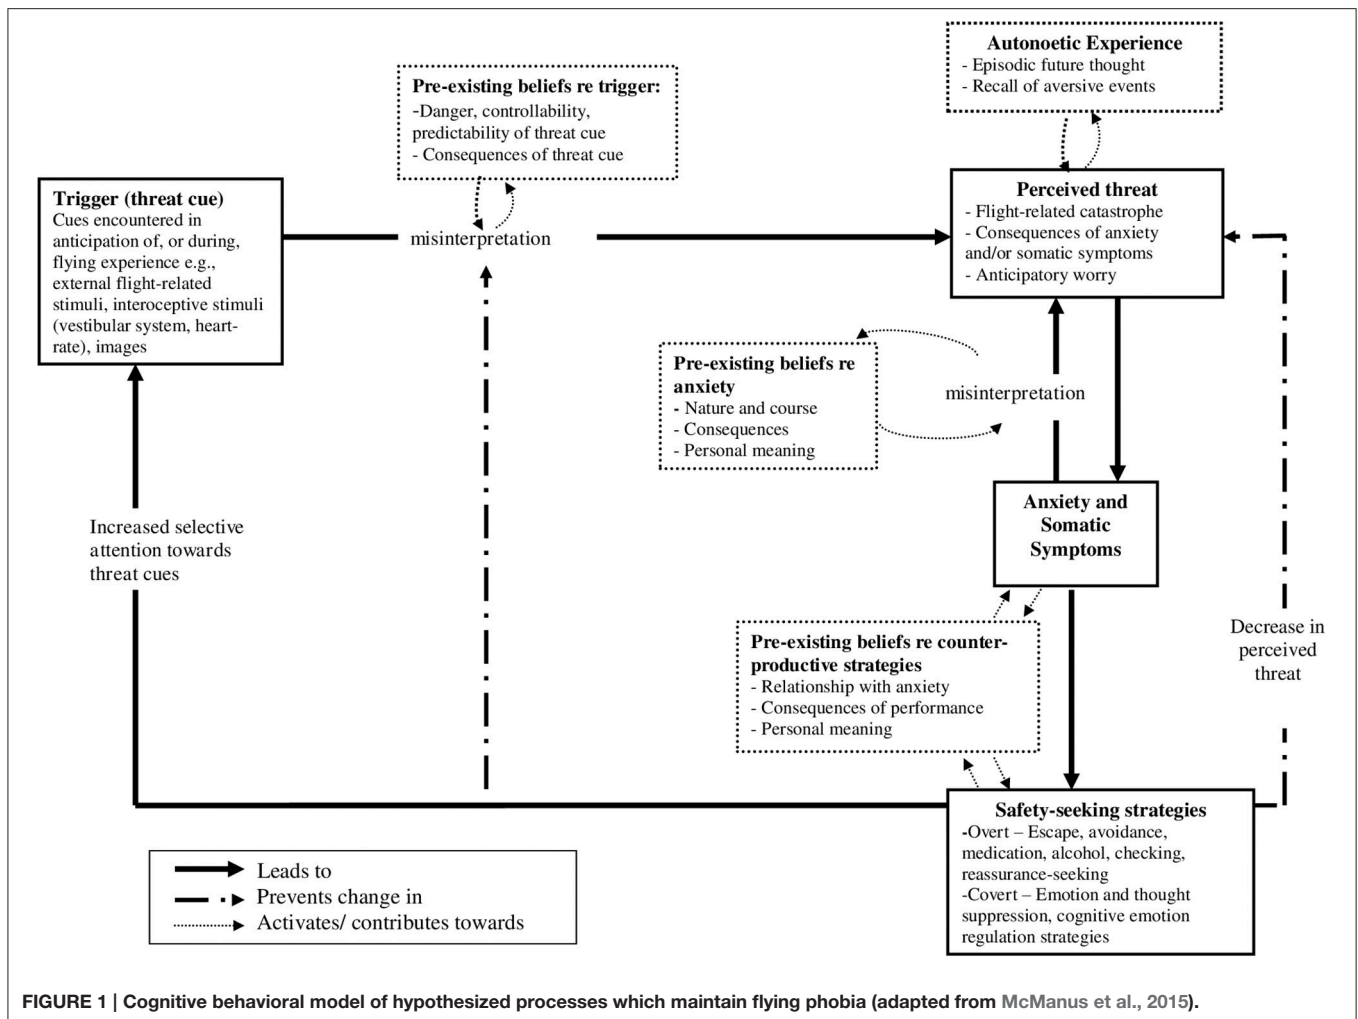 Autonoetic Experience
- Episodic future thought
- Recall of aversive events
Pre-existing beliefs re trigger:
-Danger, controllability,
predictability of threat cue
- Consequences of threat cue
Trigger (threat cue)
Cues encountered in
anticipation of, or during,
flying experience e.g.,
external flight-related
stimuli, interoceptive stimuli
(vestibular system, heart-
rate), images
misinterpretation
Perceived threat
- Flight-related catastrophe
- Consequences of anxiety
and/or somatic symptoms
- Anticipatory worry
Pre-existing beliefs re
anxiety
- Nature and course
- Consequences
- Personal meaning
misinterpretation
Anxiety and
Somatic
Symptoms
Increased selective
attention towards
threat cues
Pre-existing beliefs re counter-
productive strategies
- Relationship with anxiety
- Consequences of performance
- Personal meaning
Decrease in
perceived
threat
Safety-seeking strategies
-Overt – Escape, avoidance,
medication, alcohol, checking,
reassurance-seeking
-Covert – Emotion and thought
suppression, cognitive emotion
regulation strategies
Leads to
Prevents change in
Activates/ contributes towards
FIGURE 1 | Cognitive behavioral model of hypothesized processes which maintain flying phobia (adapted from McManus et al., 2015).